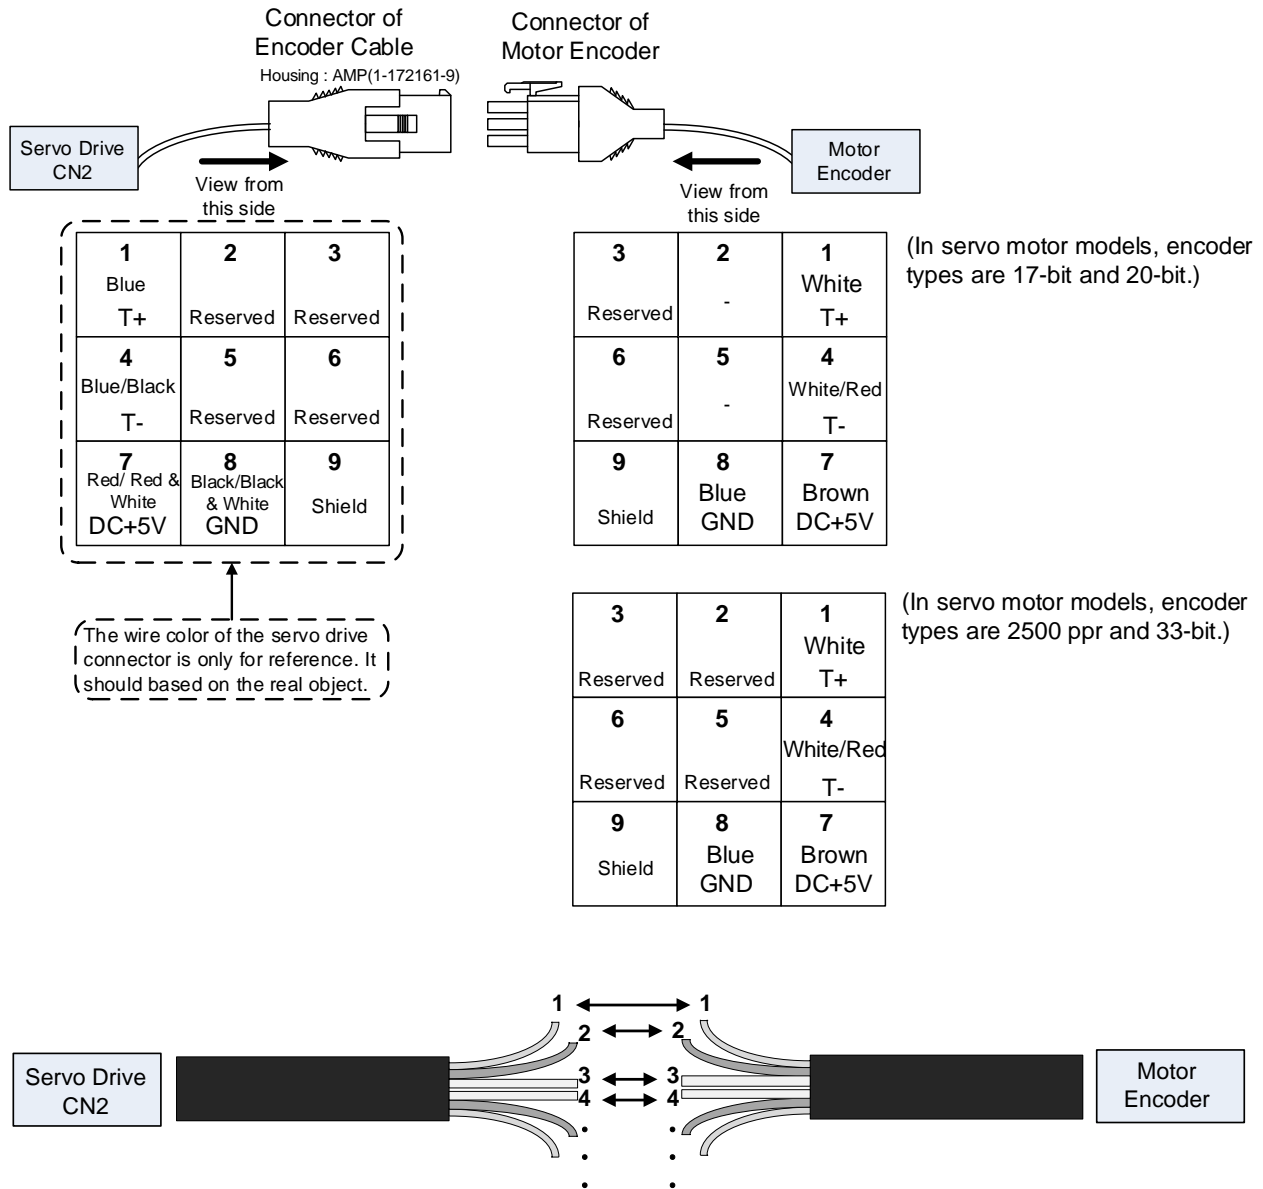 Connector of
Encoder Cable
Housing : AMP(1-172161-9)
Connector of
Motor Encoder
Servo Drive
CN2
View from
this side
View from
this side
Motor
Encoder
1 2 3
Blue
T+ Reserved Reserved
4 5 6
Blue/Black
T- Reserved Reserved
7 8 9
Red/ Red &
White
DC+5V
Black/Black
& White
GND
Shield
The wire color of the servo drive
connector is only for reference. It
should based on the real object.
(In servo motor models, encoder
types are 17-bit and 20-bit.)
3 2 1
White
Reserved - T+
6 5 4
White/Red
Reserved - T-
9 8 7
Blue Brown
Shield GND DC+5V
(In servo motor models, encoder
types are 2500 ppr and 33-bit.)
3 2 1
White
Reserved Reserved T+
6 5 4
White/Red
Reserved Reserved T-
9 8 7
Blue Brown
Shield GND DC+5V
1 1
2 2
3 3
4 4
Servo Drive
CN2
Motor
Encoder